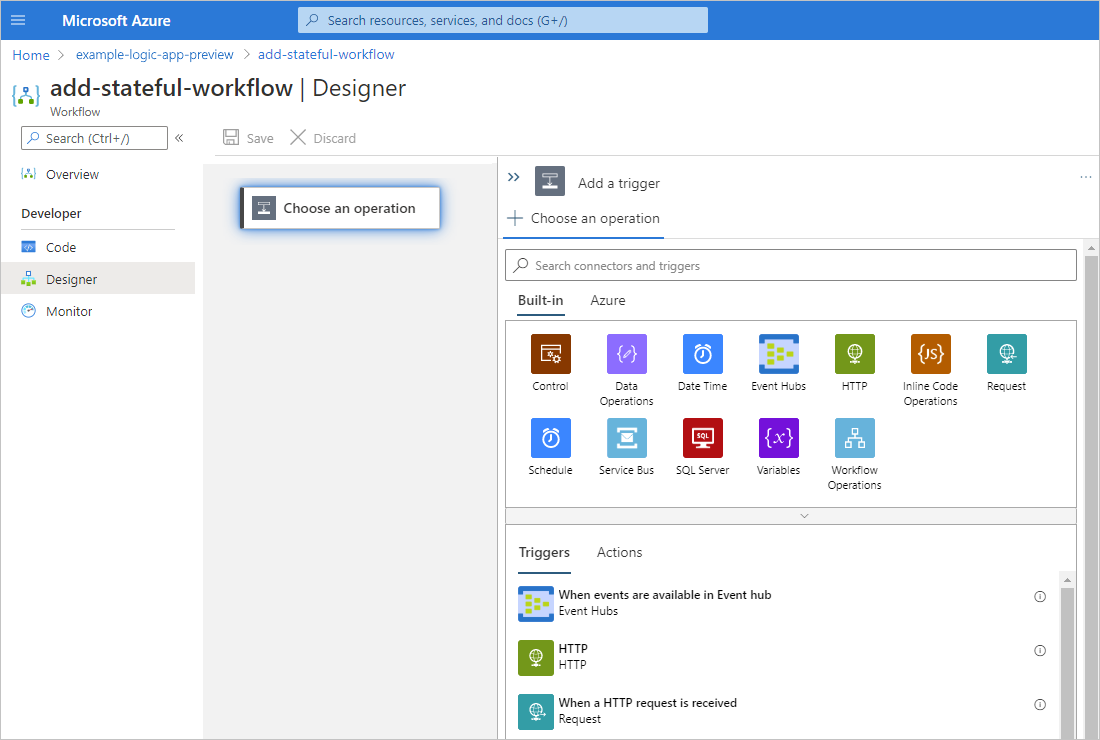 Microsoft Azure
Search resources, services, and docs (G+/)
Home > example-logic-app-preview > add-stateful-workflow
add-stateful-workflow | Designer
Workflow
Search (Ctrl+/)
«
Save
Discard
Overview
Developer
Code
Designer
Monitor
Choose an operation
Add a trigger
...
Choose an operation
Search connectors and triggers
Built-in
Azure
Control
Data
Operations
Date Time
Event Hubs
HTTP
{JS}
Inline Code
Operations
Request
Schedule
Service Bus
SQL
SQL Server
{x}
Variables
Workflow
Operations
Triggers
Actions
When events are available in Event hub
Event Hubs
HTTP
HTTP
When a HTTP request is received
Request